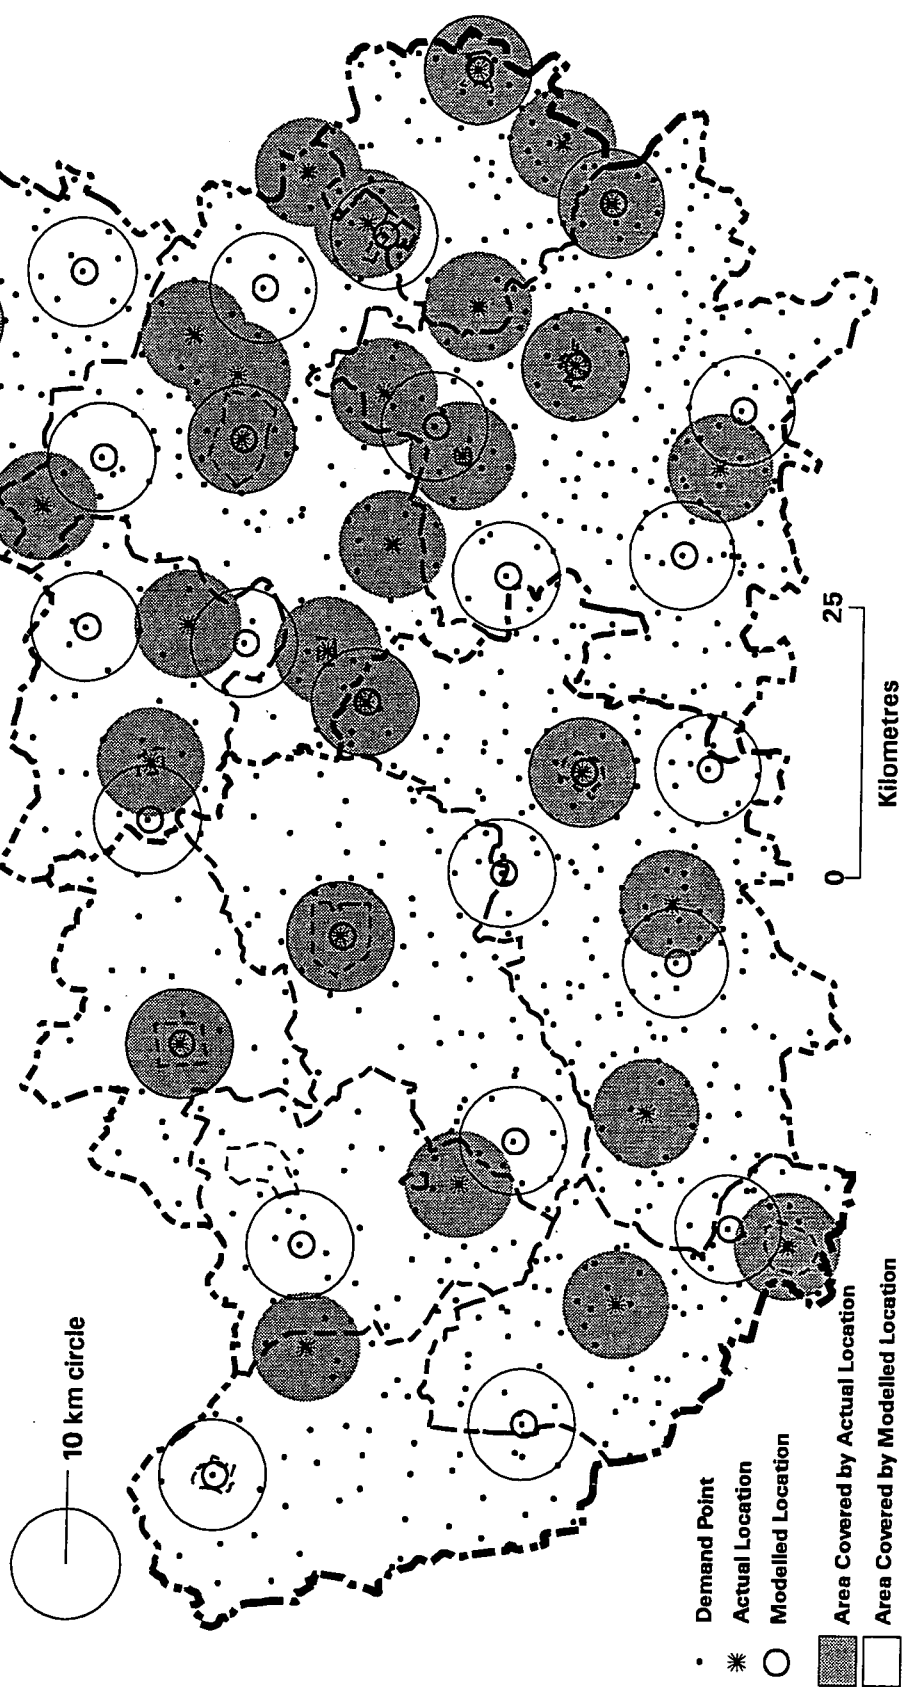 10 km circle
Demand Point
Actual Location
Modelled Location
Area Covered by Actual Location
Area Covered by Modelled Location
0
25
Kilometres